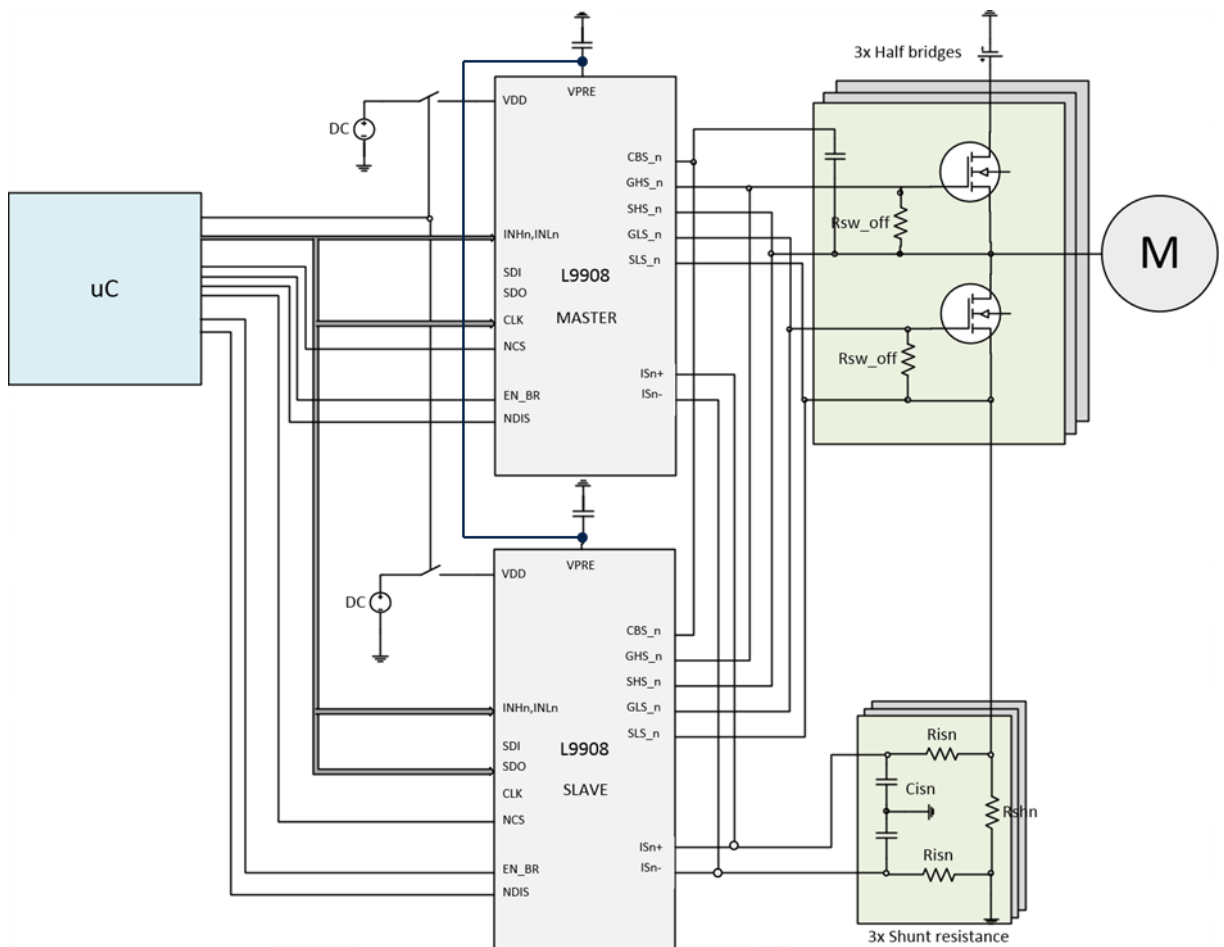 3x Half bridges
VPRE
VDD
DC
CBS_n
GHS_n
SHS_n
GLS_n
SLS_n
Rsw_off
INHn,INLn
SDI
SDO
L9908
MASTER
CLK
NCS
uC
M
Rsw_off
ISn+
ISn-
EN_BR
NDIS
VPRE
VDD
DC
CBS_n
GHS_n
SHS_n
GLS_n
SLS_n
INHn,INLn
SDI
SDO
L9908
SLAVE
CLK
NCS
Risn
Cisn
Rshn
ISn+
ISn-
Risn
EN_BR
NDIS
3x Shunt resistance